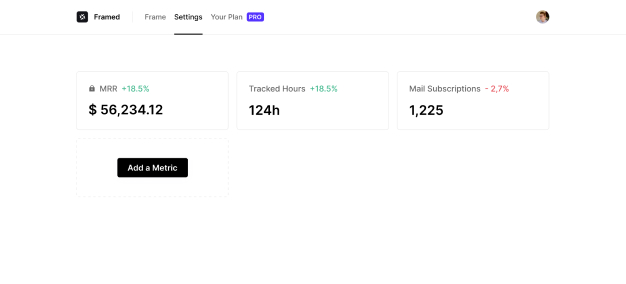 Framed Frame Settings Your Plan PRO
MRR +18.5%
$ 56,234.12
Tracked Hours +18.5%
124h
Mail Subscriptions - 2,7%
1,225
Add a Metric